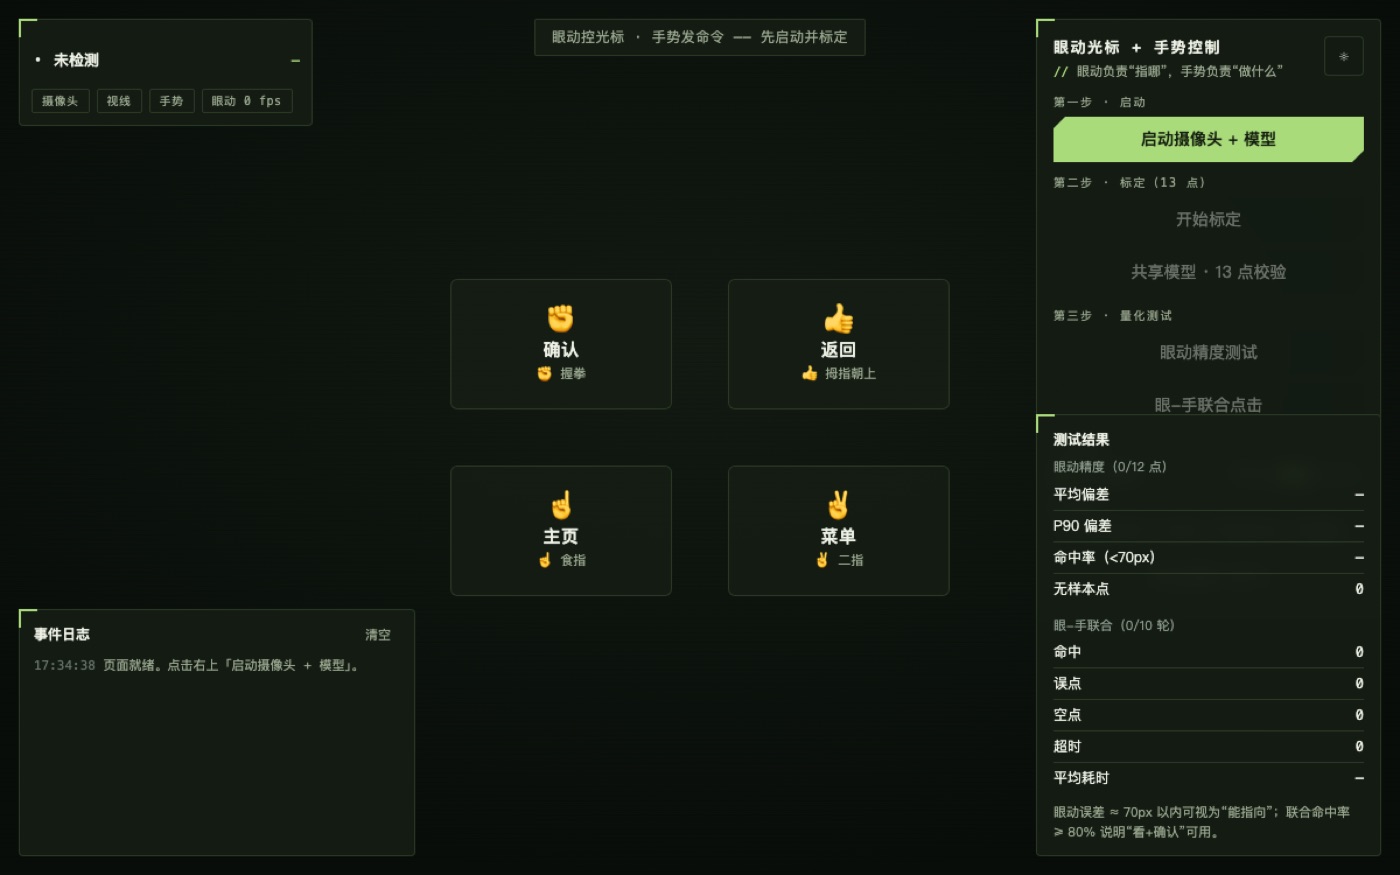 未检测 –
摄像头 视线 手势 眼动 0 fps
眼动控光标 · 手势发命令 —— 先启动并标定
眼动光标 + 手势控制
// 眼动负责“指哪”，手势负责“做什么”
第一步 · 启动
启动摄像头 + 模型
第二步 · 标定（13 点）
开始标定
共享模型 · 13 点校验
第三步 · 量化测试
眼动精度测试
眼–手联合点击
确认
握拳
返回
拇指朝上
主页
食指
菜单
二指
测试结果
眼动精度（0/12 点）
平均偏差 –
P90 偏差 –
命中率（<70px） –
无样本点 0
眼–手联合（0/10 轮）
命中 0
误点 0
空点 0
超时 0
平均耗时 –
眼动误差 ≈ 70px 以内可视为“能指向”；联合命中率
≥ 80% 说明“看+确认”可用。
事件日志 清空
17:34:38 页面就绪。点击右上「启动摄像头 + 模型」。